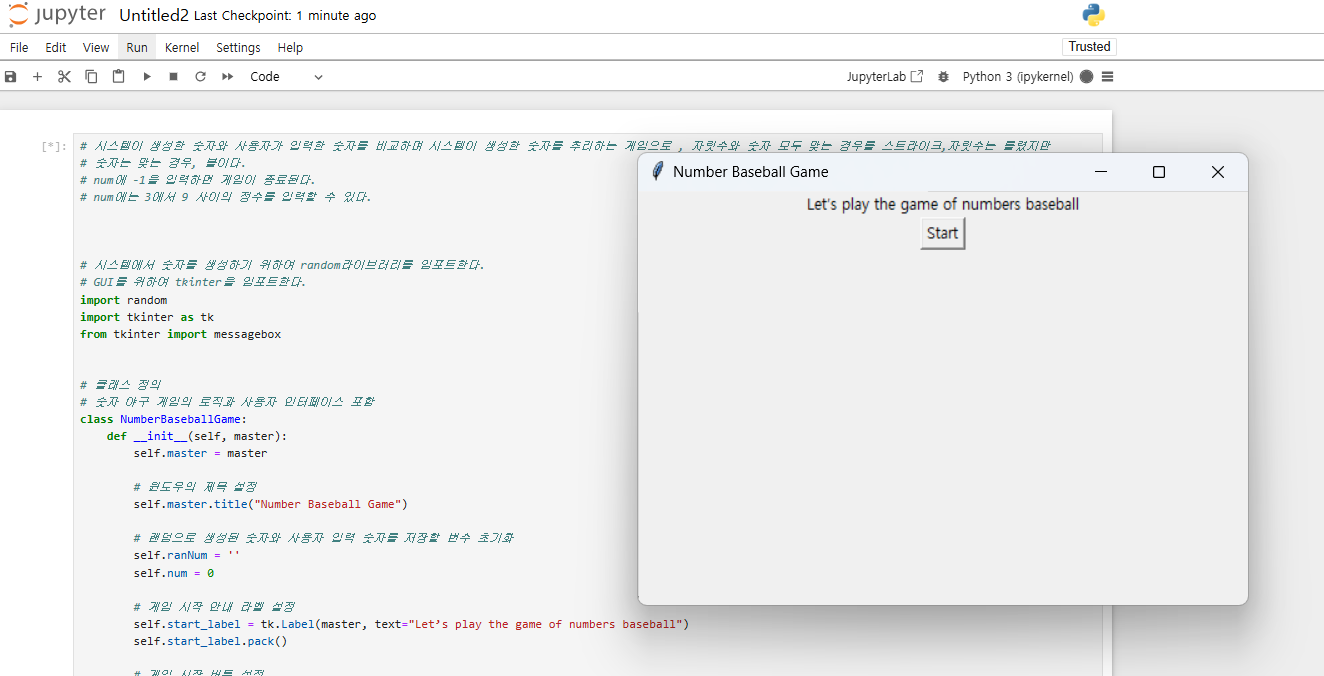 jupyter Untitled2 Last Checkpoint: 1 minute ago
File Edit View Run Kernel Settings Help
Trusted
Code
JupyterLab Python 3 (ipykernel)
[*]:
# 시스템이 생성한 숫자와 사용자가 입력한 숫자를 비교하며 시스템이 생성한 숫자를 추리하는 게임으로 , 자릿수와 숫자 모두 맞는 경우를 스트라이크,자릿수는 틀렸지만
# 숫자는 맞는 경우, 볼이다.
# num에 -1을 입력하면 게임이 종료된다.
# num에는 3에서 9 사이의 정수를 입력할 수 있다.
# 시스템에서 숫자를 생성하기 위하여 random라이브러리를 임포트한다.
# GUI를 위하여 tkinter을 임포트한다.
import random
import tkinter as tk
from tkinter import messagebox
# 클래스 정의
# 숫자 야구 게임의 로직과 사용자 인터페이스 포함
class NumberBaseballGame:
def __init__(self, master):
self.master = master
# 윈도우의 제목 설정
self.master.title("Number Baseball Game")
# 랜덤으로 생성된 숫자와 사용자 입력 숫자를 저장할 변수 초기화
self.ranNum = ''
self.num = 0
# 게임 시작 안내 라벨 설정
self.start_label = tk.Label(master, text="Let’s play the game of numbers baseball")
self.start_label.pack()
# 게임 시작 버튼 설정
Number Baseball Game
Let's play the game of numbers baseball
Start